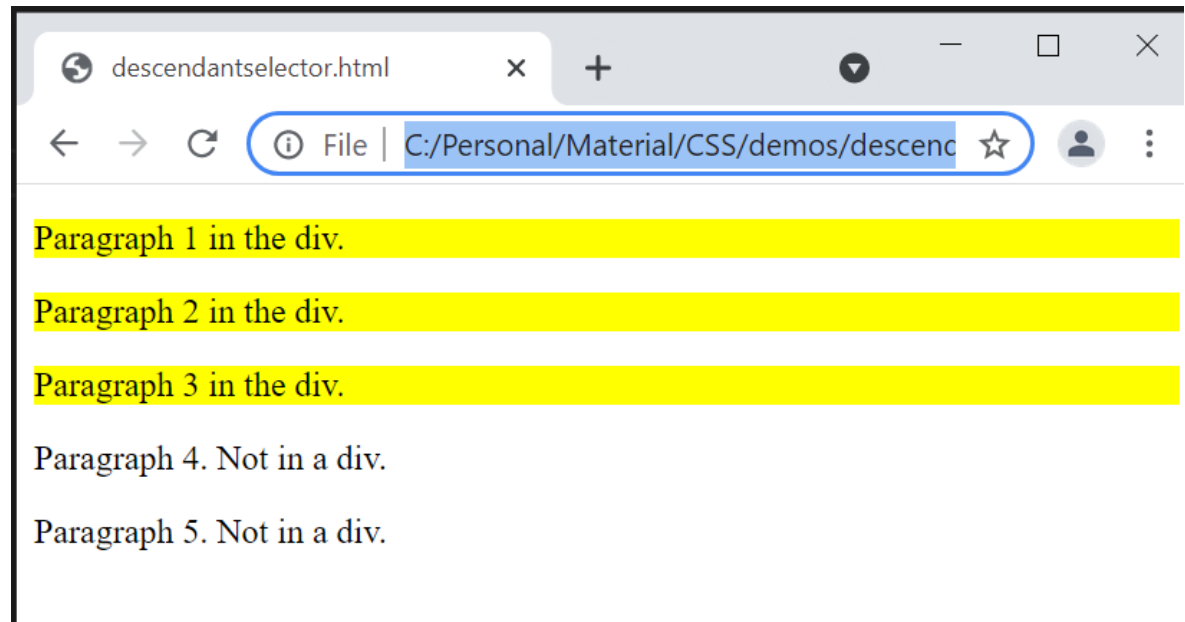 descendantselector.html
File C:/Personal/Material/CSS/demos/descenc
Paragraph 1 in the div.
Paragraph 2 in the div.
Paragraph 3 in the div.
Paragraph 4. Not in a div.
Paragraph 5. Not in a div.